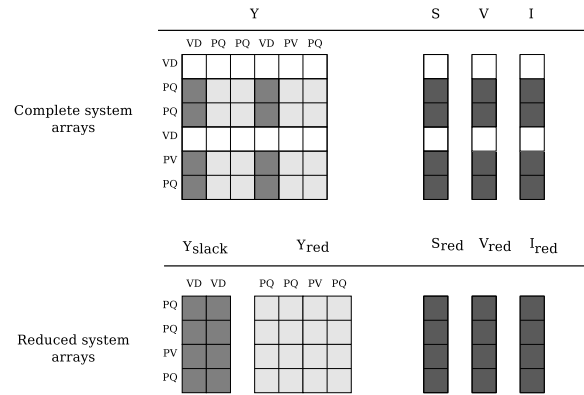 Y S V I
VD PQ PQ VD PV PQ
VD
PQ
PQ
VD
PV
PQ
Complete system
arrays
Yslack Yred Sred Vred Ired
VD VD PQ PQ PV PQ
PQ
PQ
PV
PQ
Reduced system
arrays